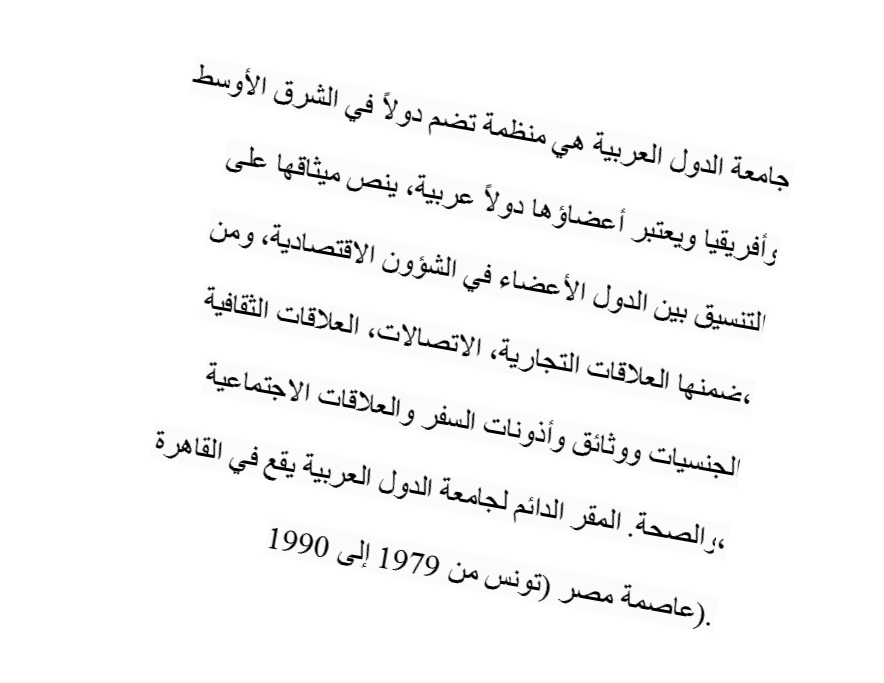 جامعة الدول العربية هي منظمة تضم دولاً في الشرق الأوسط
وأفريقيا ويعتبر أعضاؤها دولاً عربية، ينص ميثاقها على
التنسيق بين الدول الأعضاء في الشؤون الاقتصادية، ومن
،ضمنها العلاقات التجارية، الاتصالات، العلاقات الثقافية
الجنسيات ووثائق وأذونات السفر والعلاقات الاجتماعية
،والصحة. المقر الدائم لجامعة الدول العربية يقع في القاهرة
.(عاصمة مصر (تونس من 1979 إلى 1990